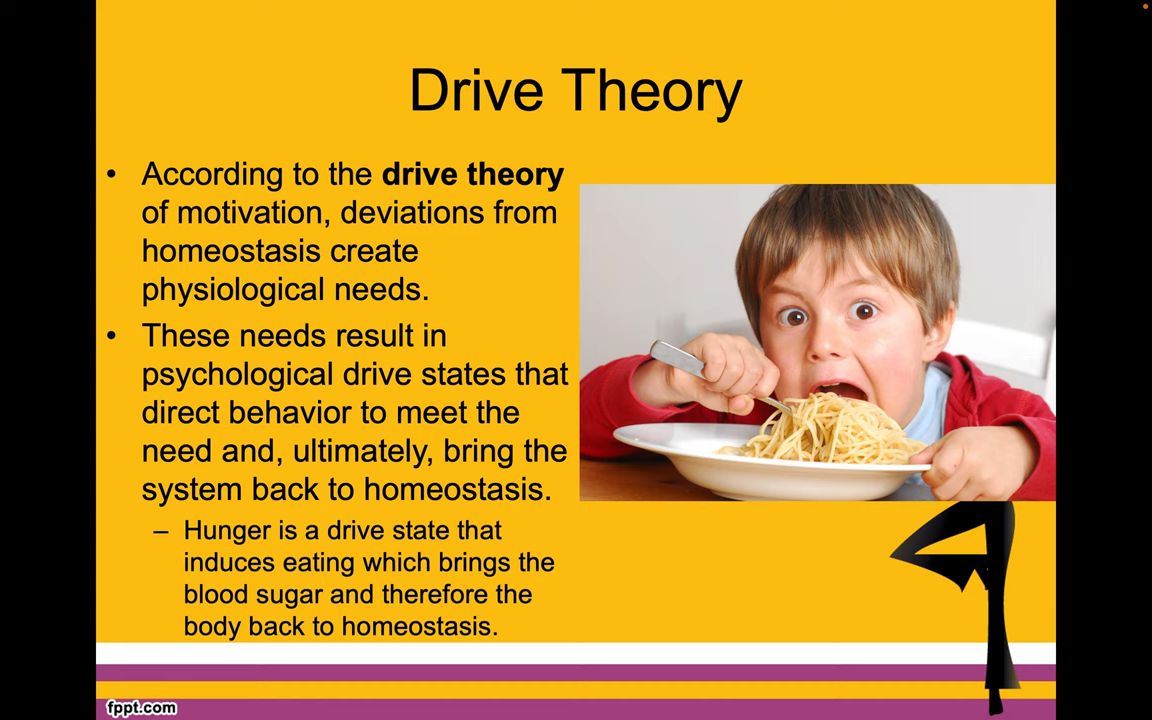 Drive Theory
• According to the drive theory
of motivation, deviations from
homeostasis create
physiological needs.
• These needs result in
psychological drive states that
direct behavior to meet the
need and, ultimately, bring the
system back to homeostasis.
– Hunger is a drive state that
induces eating which brings the
blood sugar and therefore the
body back to homeostasis.
fppt.com